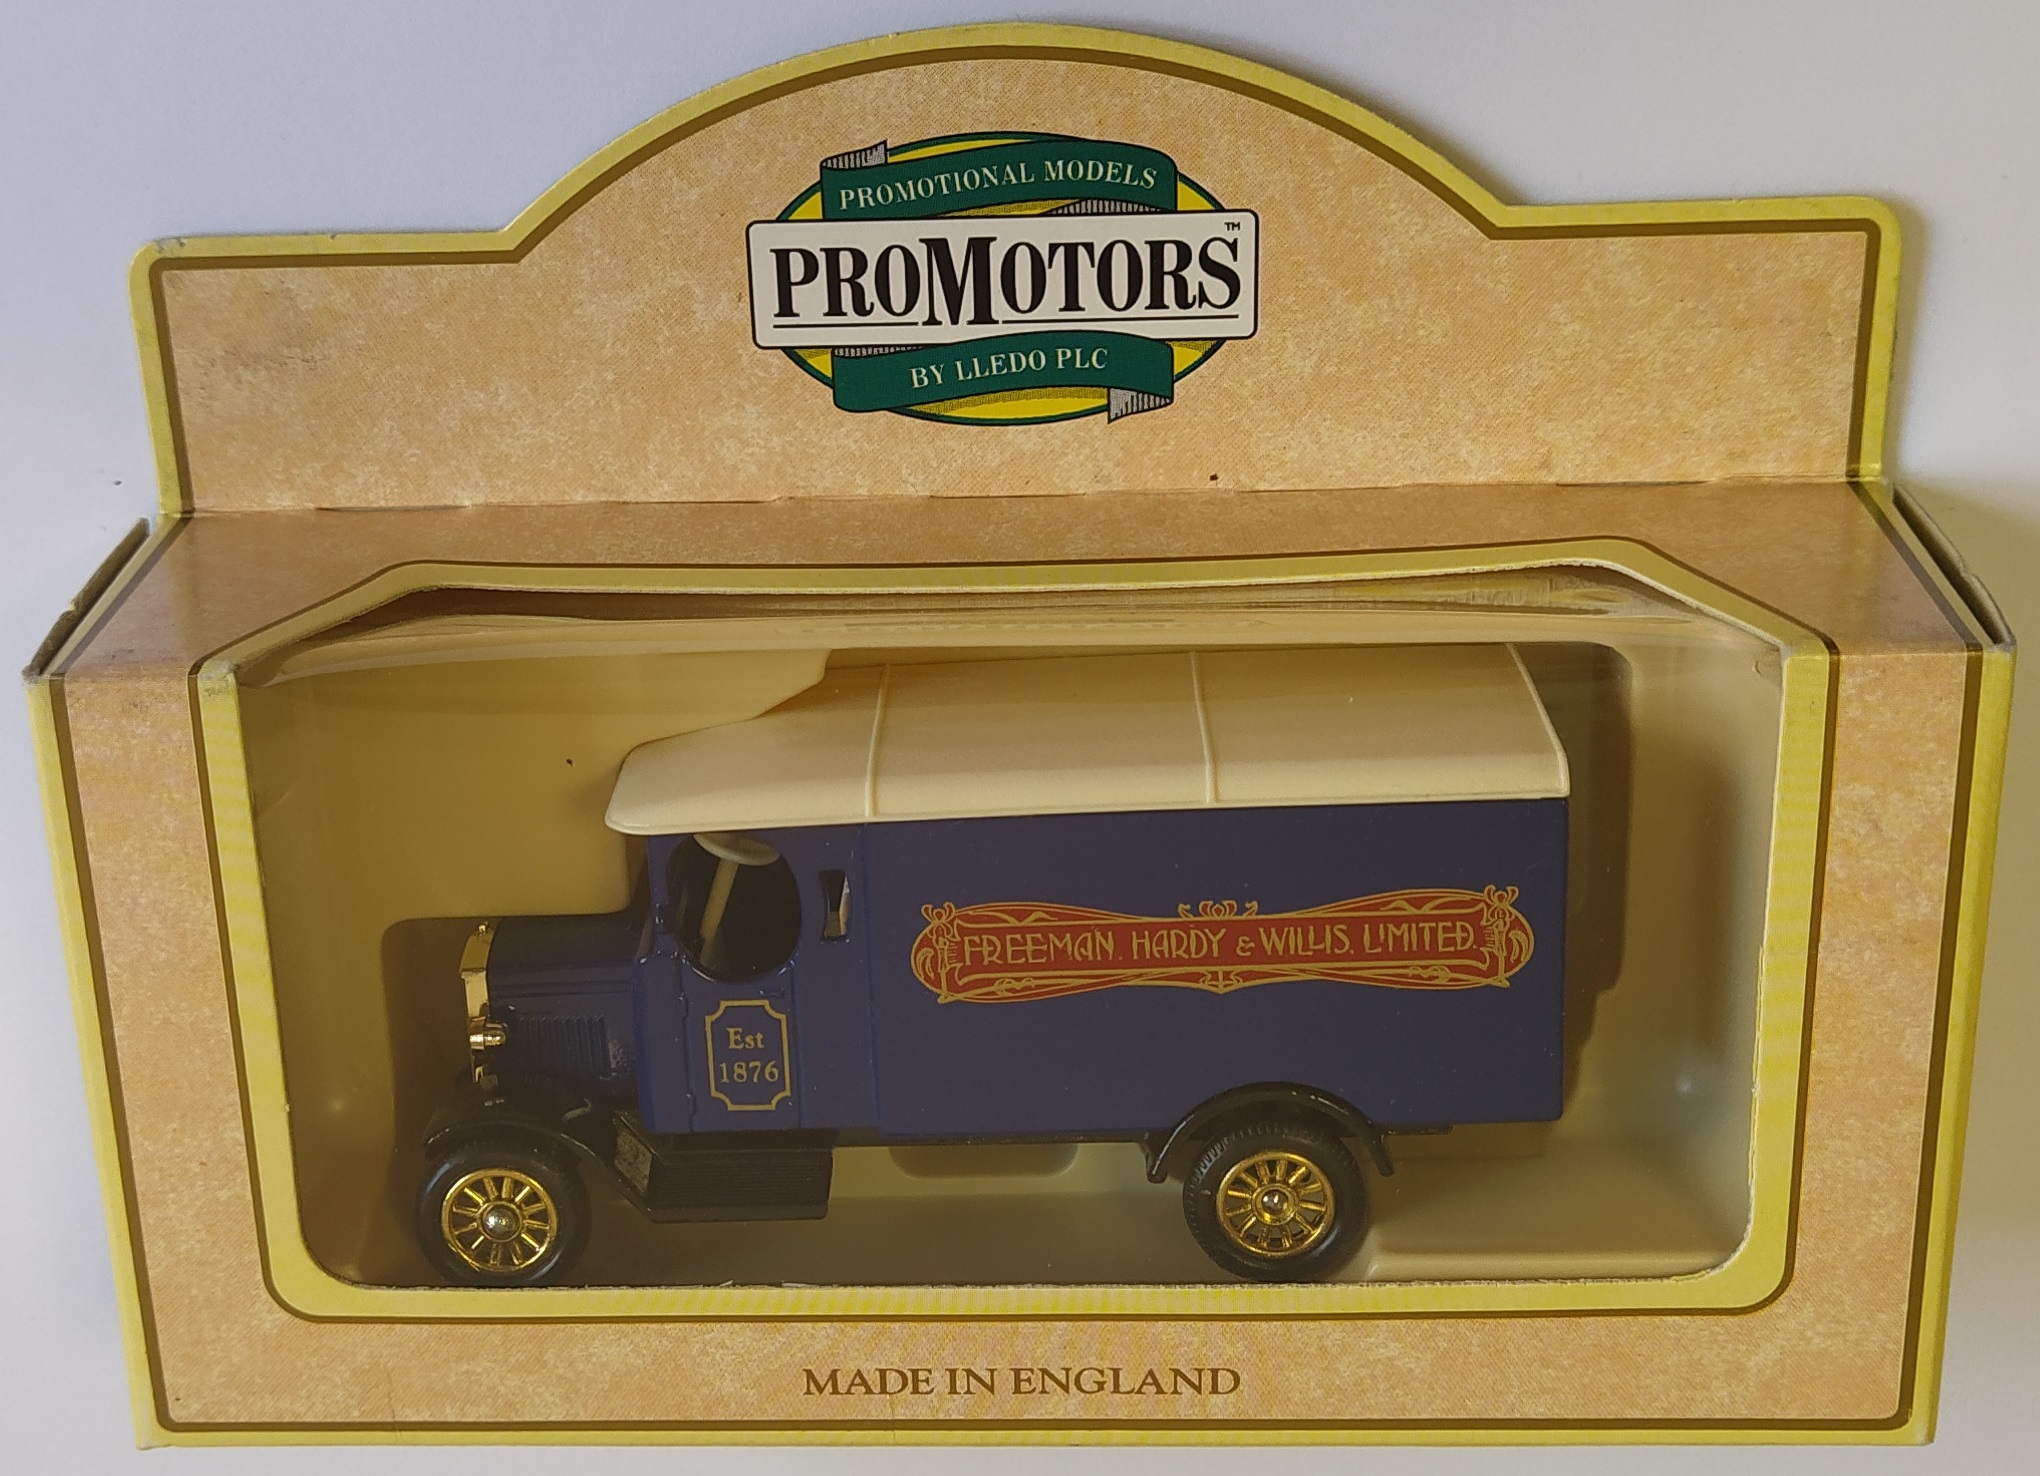 PROMOTIONAL MODELS
PROMOTORS™
BY LLEDO PLC
FREEMAN. HARDY & WILLIS. LIMITED.
Est
1876
MADE IN ENGLAND